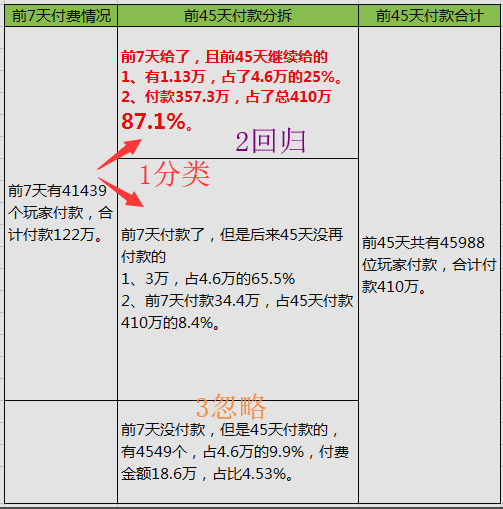 前7天付费情况
前45天付款分拆
前45天付款合计
前7天有41439
个玩家付款，合
计付款122万。
前7天给了，且前45天继续给的
1、有1.13万，占了4.6万的25%。
2、付款357.3万，占了总410万
87.1%。
2回归
1分类
前7天付款了，但是后来45天没再
付款的
1、3万，占4.6万的65.5%
2、前7天付款34.4万，占45天付款
410万的8.4%。
3忽略
前7天没付款，但是45天付款的，
有4549个，占4.6万的9.9%，付费
金额18.6万，占比4.53%。
前45天共有45988
位玩家付款，合计付
款410万。